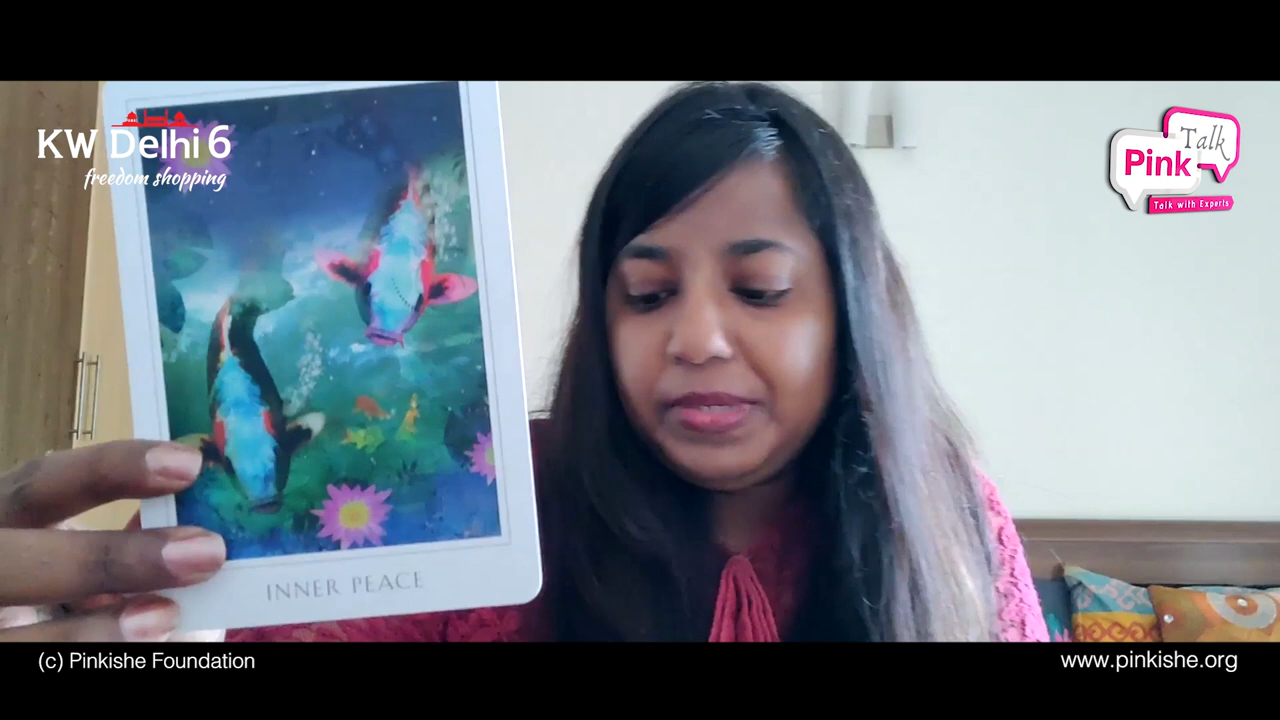 KW Delhi 6
freedom shopping
Talk
Pink
Talk with Experts
INNER PEACE
(c) Pinkishe Foundation
www.pinkishe.org